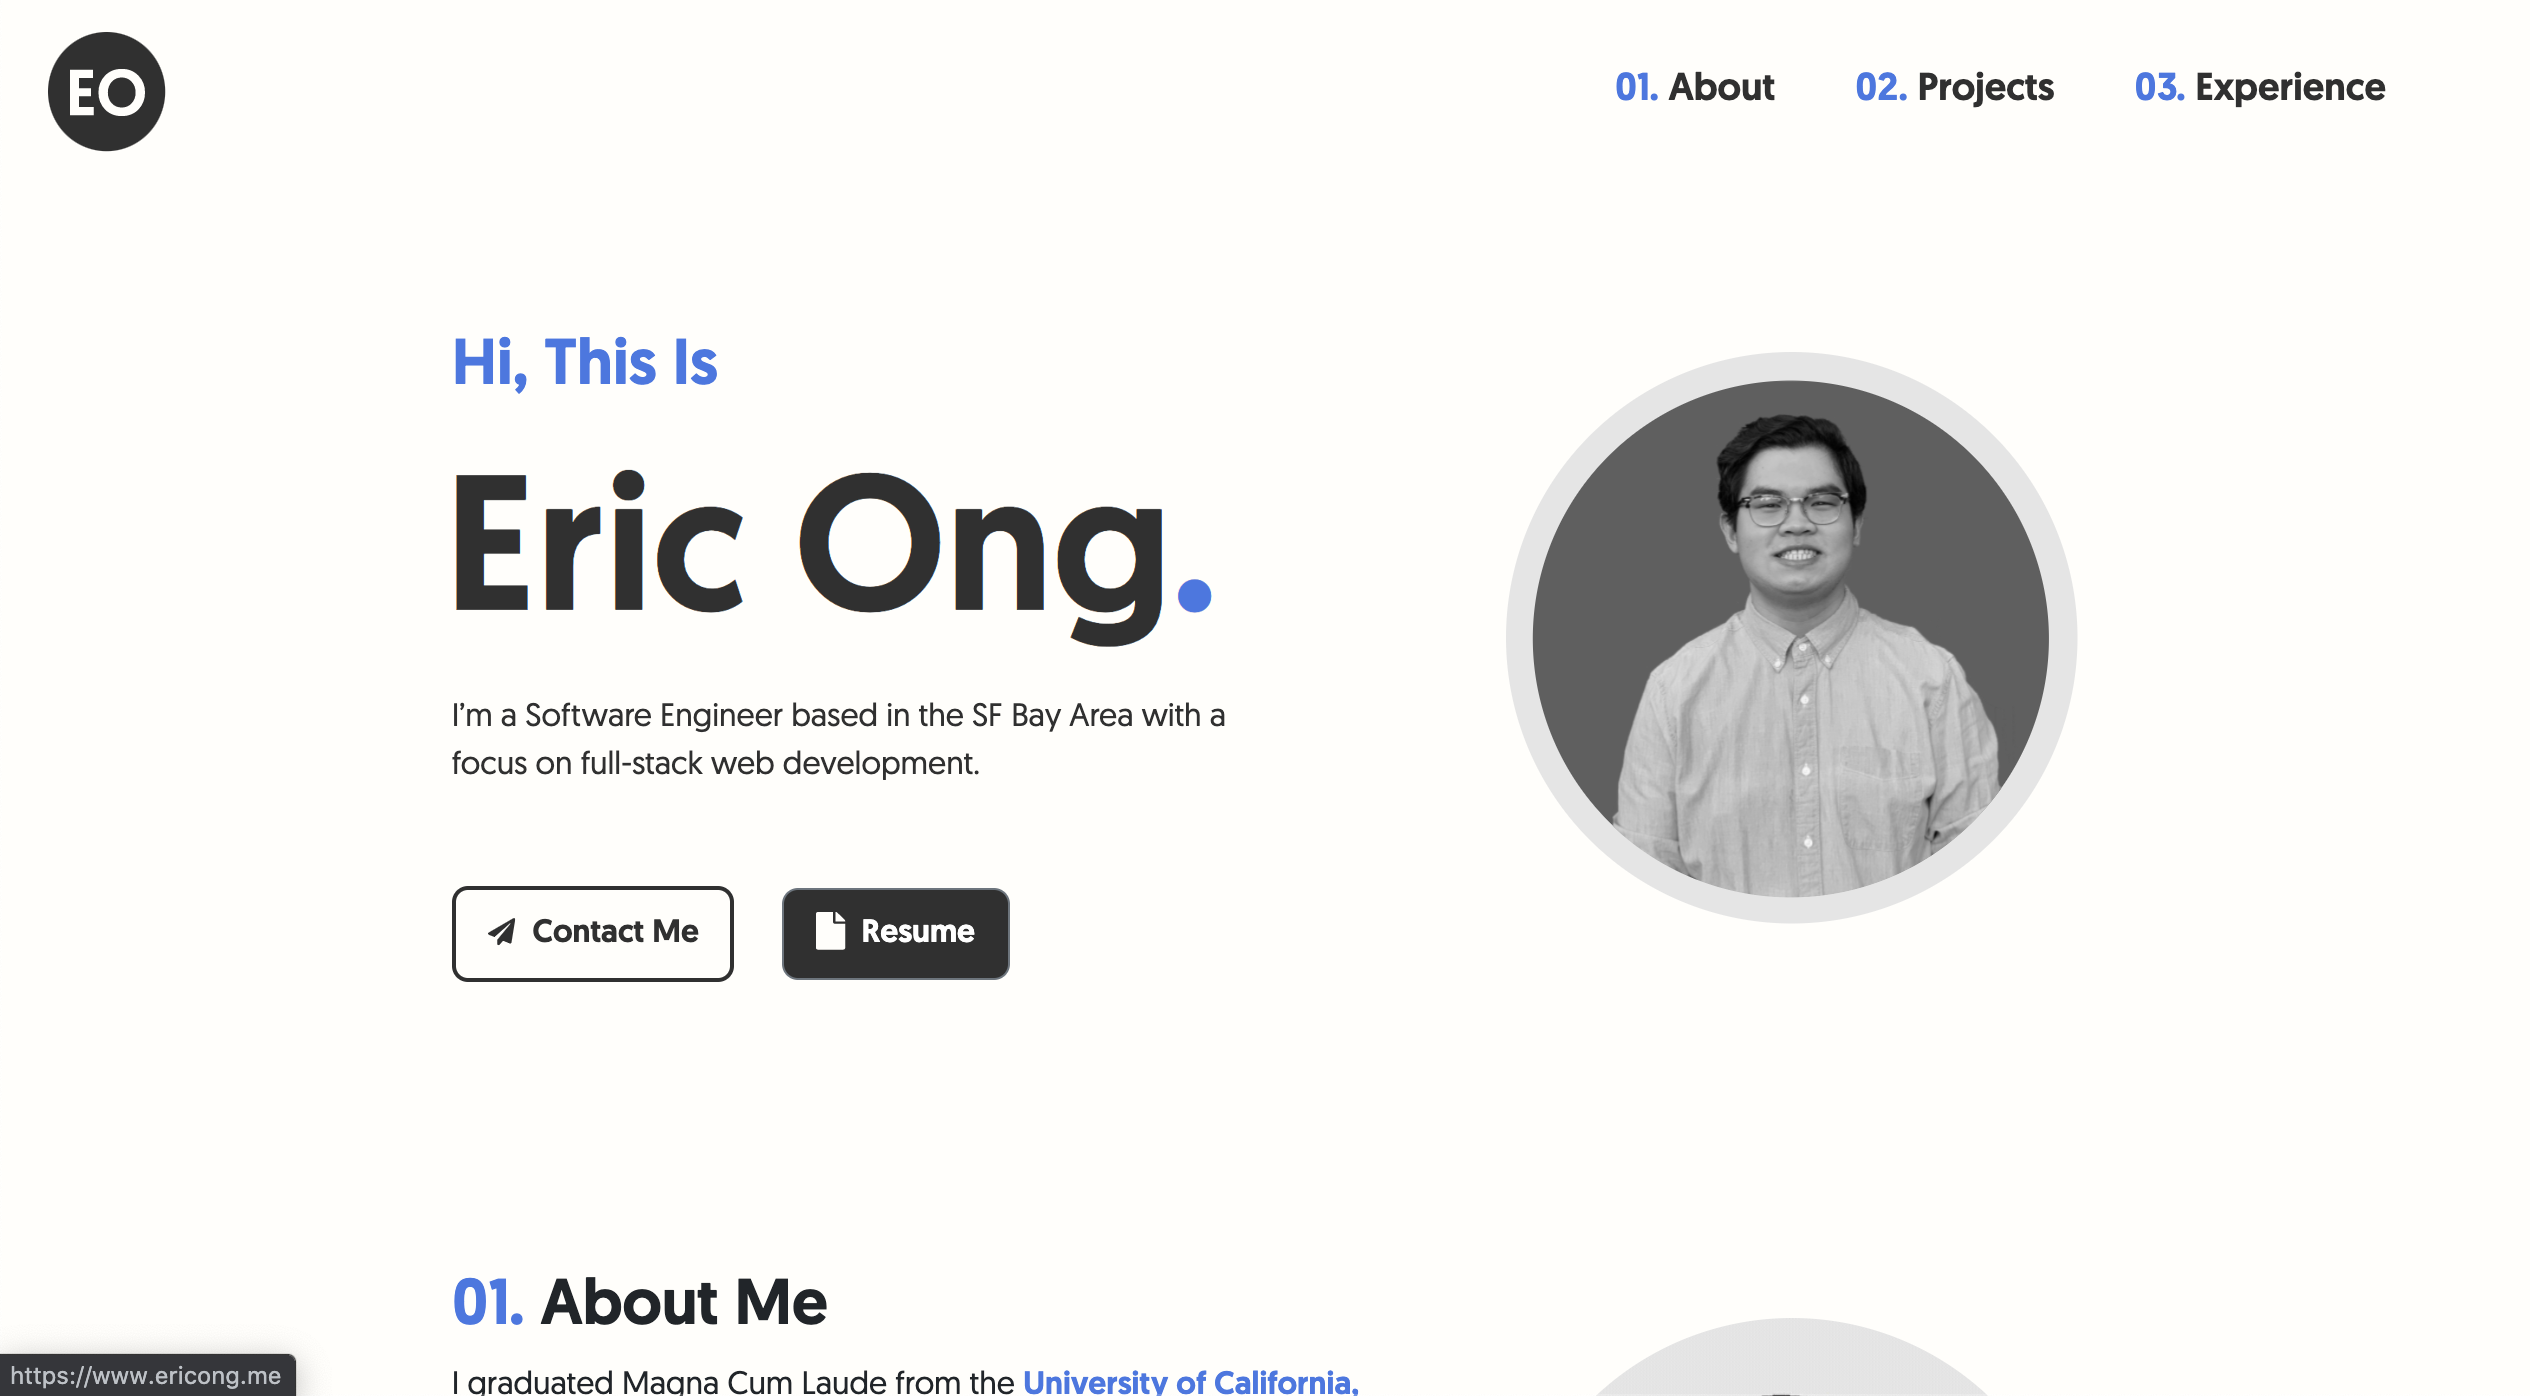 EO
01. About
02. Projects
03. Experience
Hi, This Is
Eric Ong.
I’m a Software Engineer based in the SF Bay Area with a
focus on full-stack web development.
Contact Me
Resume
01. About Me
I graduated Magna Cum Laude from the University of California,
https://www.ericong.me